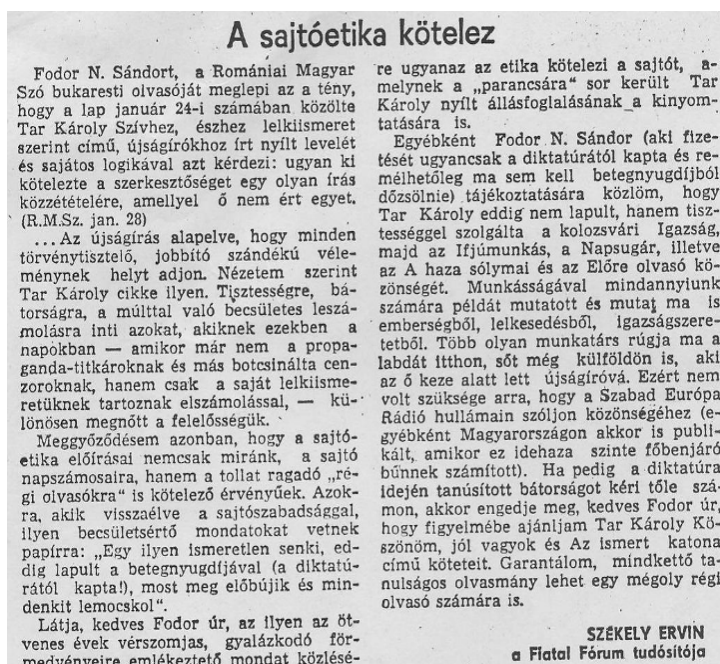 A sajtóetika kötelez
Fodor N. Sándort, a Romániai Magyar
Szó bukaresti olvasóját meglepi az a tény,
hogy a lap január 24-i számában közölte
Tar Károly Szívhez, észhez lelkiismeret
szerint című, újságírókhoz írt nyílt levelét
és sajátos logikával azt kérdezi: ugyan ki
kötelezte a szerkesztőséget egy olyan írás
közzétételére, amellyel ő nem ért egyet.
(R.M.Sz. jan. 28)
...Az újságírás alapelve, hogy minden
törvénytisztelő, jobbító szándékú véle-
ménynek helyt adjon. Nézetem szerint
Tar Károly cikke ilyen. Tisztességre, bá-
torságra, a múlttal való becsületes leszá-
molásra inti azokat, akiknek ezekben a
napokban — amikor már nem a propa-
ganda-titkároknak és más botcsinálta cen-
zoroknak, hanem csak a saját lelkiisme-
retüknek tartoznak elszámolással, — kü-
lönösen megnőtt a felelősségük.
Meggyőződésem azonban, hogy a sajtó-
etika előírásai nemcsak miránk, a sajtó
napszámosaira, hanem a tollat ragadó „ré-
gi olvasókra" is kötelező érvényűek. Azok-
ra, akik visszaélve a sajtószabadsággal,
ilyen becsületsértő mondatokat vetnek
papírra: „Egy ilyen ismeretlen senki, ed-
dig lapult a betegnyugdíjával (a diktatú-
rától kapta!), most meg előbújik és min-
denkit lemocskol".
Látja, kedves Fodor úr, az ilyen az öt-
venes évek vérszomjas, gyalázkodó för-
medvényeire emlékeztető mondat közlésé-
re ugyanaz az etika kötelezi a sajtót, a-
melynek a „parancsára" sor került Tar
Károly nyílt állásfoglalásának a kinyom-
tatására is.
Egyébként Fodor N. Sándor (aki fize-
tését ugyancsak a diktatúrától kapta és re-
mélhetőleg ma sem kell betegnyugdíjból
dőzsölnie) tájékoztatására közlöm, hogy
Tar Károly eddig nem lapult, hanem tisz-
tességgel szolgálta a kolozsvári Igazság,
majd az Ifjúmunkás, a Napsugár, illetve
az A haza sólymai és az Előre olvasó kö-
zönségét. Munkásságával mindannyiunk
számára példát mutatott és mutat ma is
emberségből, lelkesedésből, igazságszere-
tetből. Több olyan munkatárs rúgja ma a
labdát itthon, sőt még külföldön is, aki
az ő keze alatt lett újságíróvá. Ezért nem
volt szüksége arra, hogy a Szabad Európa
Rádió hullámain szóljon közönségéhez (e-
gyébként Magyarországon akkor is publi-
kált, amikor ez idehaza szinte főbenjáró
bűnnek számított). Ha pedig a diktatúra
idején tanúsított bátorságot kéri tőle szá-
mon, akkor engedje meg, kedves Fodor úr,
hogy figyelmébe ajánljam Tar Károly Kö-
szönöm, jól vagyok és Az ismert katona
című köteteit. Garantálom, mindkettő ta-
nulságos olvasmány lehet egy mégoly régi
olvasó számára is.
SZÉKELY ERVIN
a Fiatal Fórum tudósítója